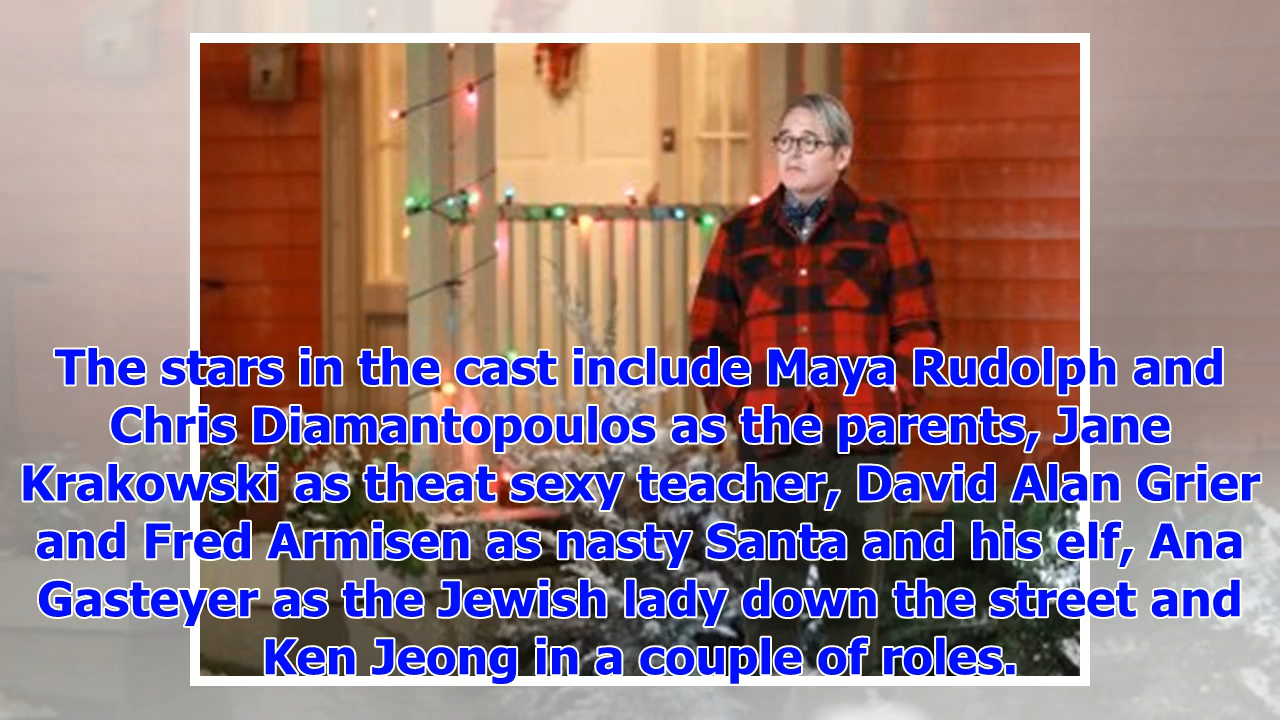 The stars in the cast include Maya Rudolph and
Chris Diamantopoulos as the parents, Jane
Krakowski as theat sexy teacher, David Alan Grier
and Fred Armisen as nasty Santa and his elf, Ana
Gasteyer as the Jewish lady down the street and
Ken Jeong in a couple of roles.